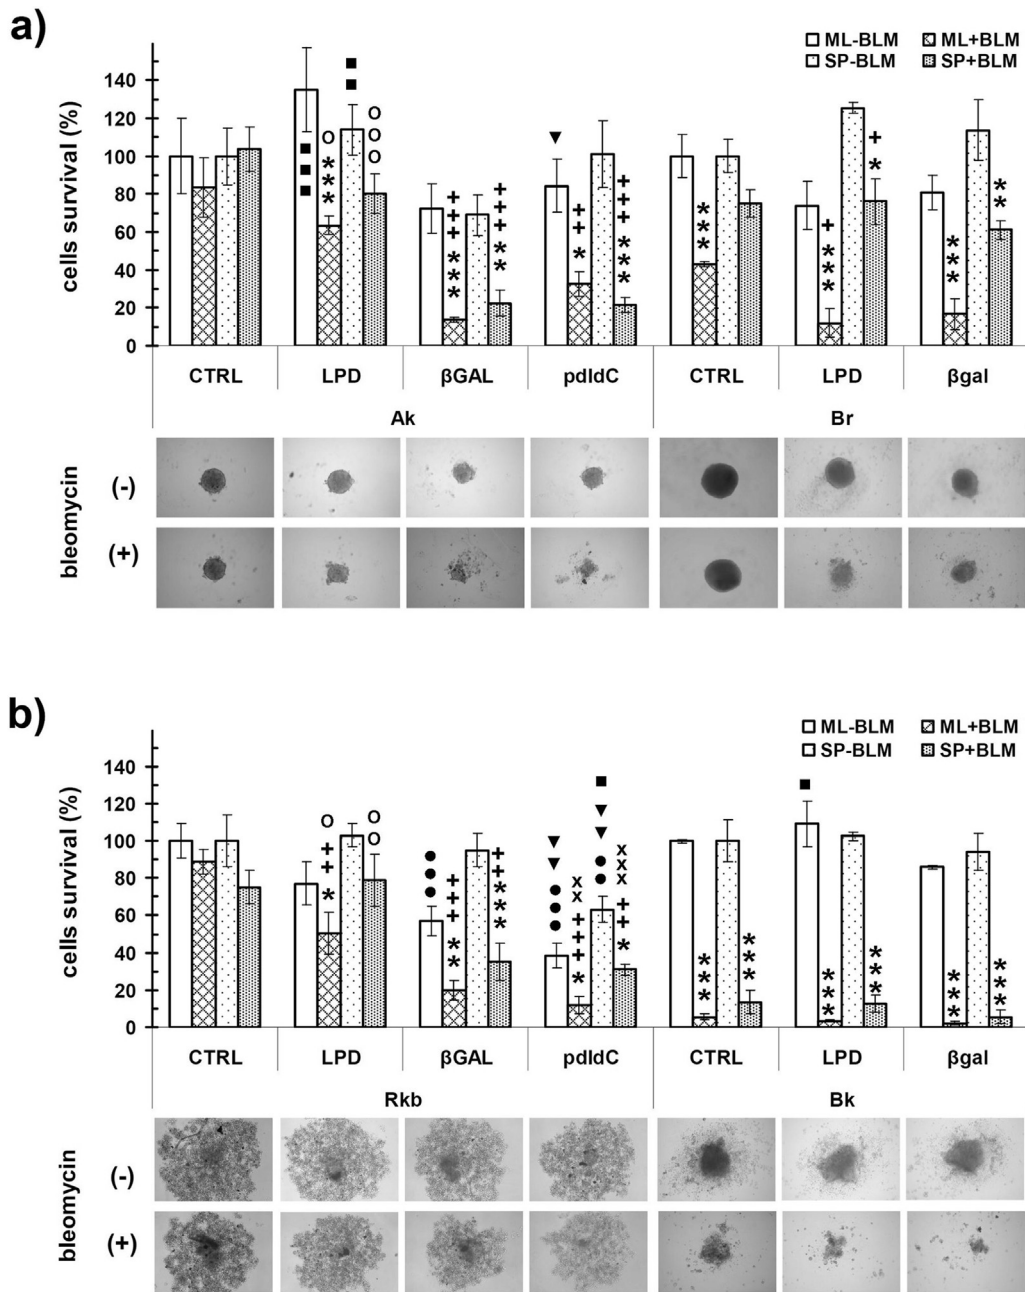 a)
ML-BLM ML+BLM
SP-BLM SP+BLM
cells survival (%)
140
120
100
80
60
40
20
0
■ ■ ■
o ***
■ ■
o o o
+++ ***
+++ **
▼
++ *
+++ ***
***
+ ***
+ *
***
**
CTRL LPD βGAL pdIdC CTRL LPD βgal
Ak Br
bleomycin
(-)
(+)
b)
ML-BLM ML+BLM
SP-BLM SP+BLM
cells survival (%)
140
120
100
80
60
40
20
0
o ++ *
o o
●●
+++ **
++ **
▼▼ ●●
xx +++ *
■ ▼▼ ●●
xxx ++ *
***
***
■
***
***
***
***
CTRL LPD βGAL pdIdC CTRL LPD βgal
Rkb Bk
bleomycin
(-)
(+)